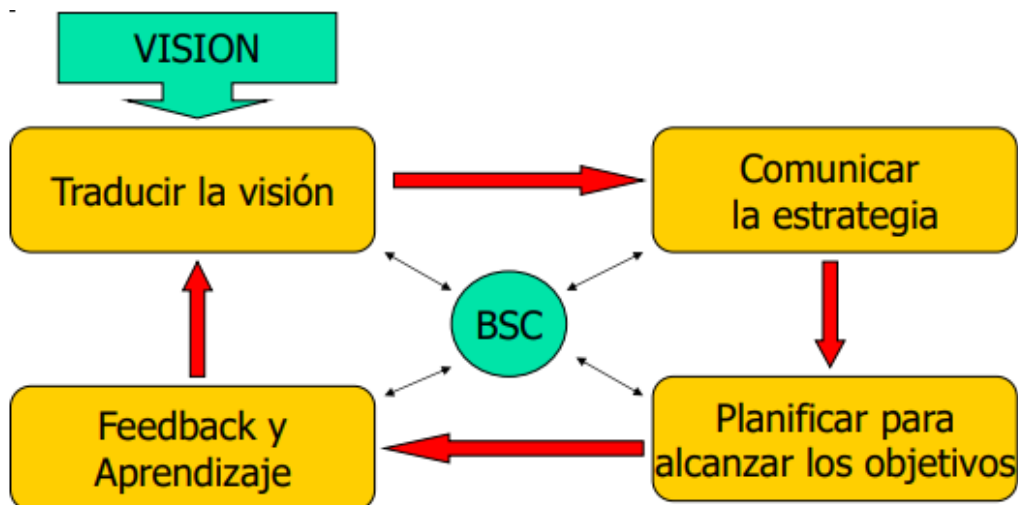 VISION
Traducir la visión
Comunicar
la estrategia
BSC
Feedback y
Aprendizaje
Planificar para
alcanzar los objetivos